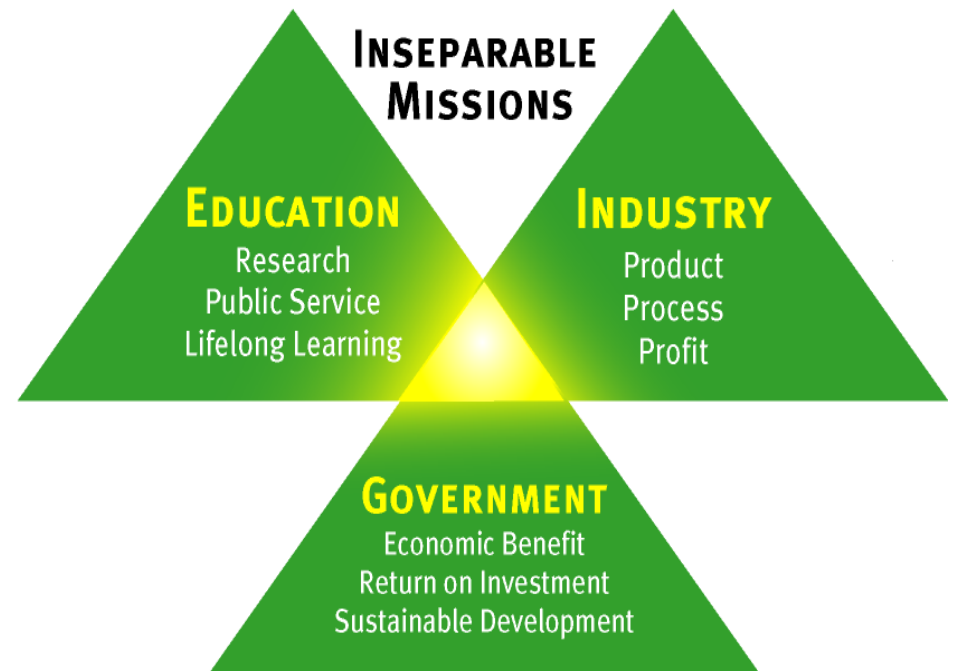 INSEPARABLE
MISSIONS
EDUCATION
Research
Public Service
Lifelong Learning
INDUSTRY
Product
Process
Profit
GOVERNMENT
Economic Benefit
Return on Investment
Sustainable Development